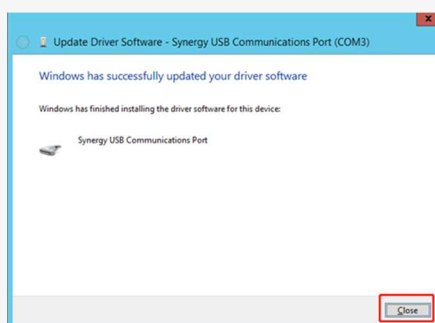 Update Driver Software - Synergy USB Communications Port (COM3)
Windows has successfully updated your driver software
Windows has finished installing the driver software for this device:
Synergy USB Communications Port
Close